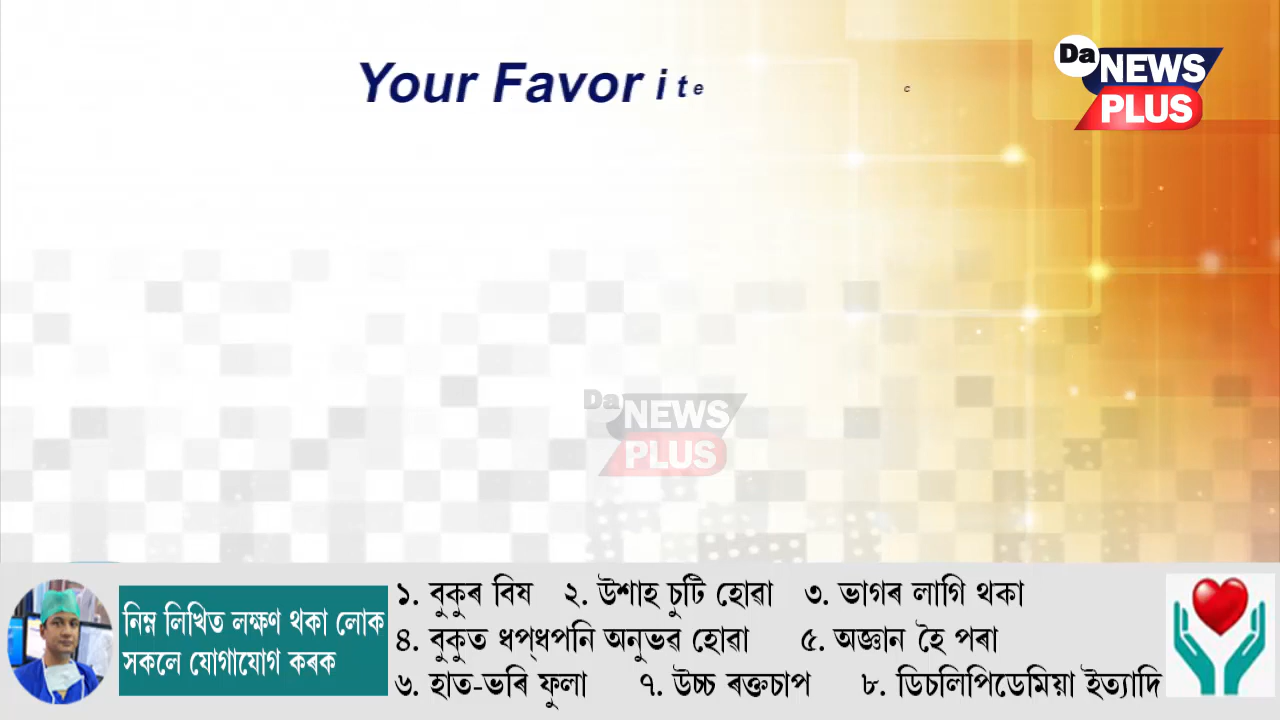 Your Favorite c
Da
NEWS
PLUS
Da
NEWS
PLUS
নিম্ন লিখিত লক্ষণ থকা লোক
সকলে যোগাযোগ কৰক
১. বুকুৰ বিষ ২. উশাহ চুটি হোৱা ৩. ভাগৰ লাগি থকা
৪. বুকুত ধপ্‌ধপনি অনুভৱ হোৱা ৫. অজ্ঞান হৈ পৰা
৬. হাত-ভৰি ফুলা ৭. উচ্চ ৰক্তচাপ ৮. ডিচলিপিডেমিয়া ইত্যাদি